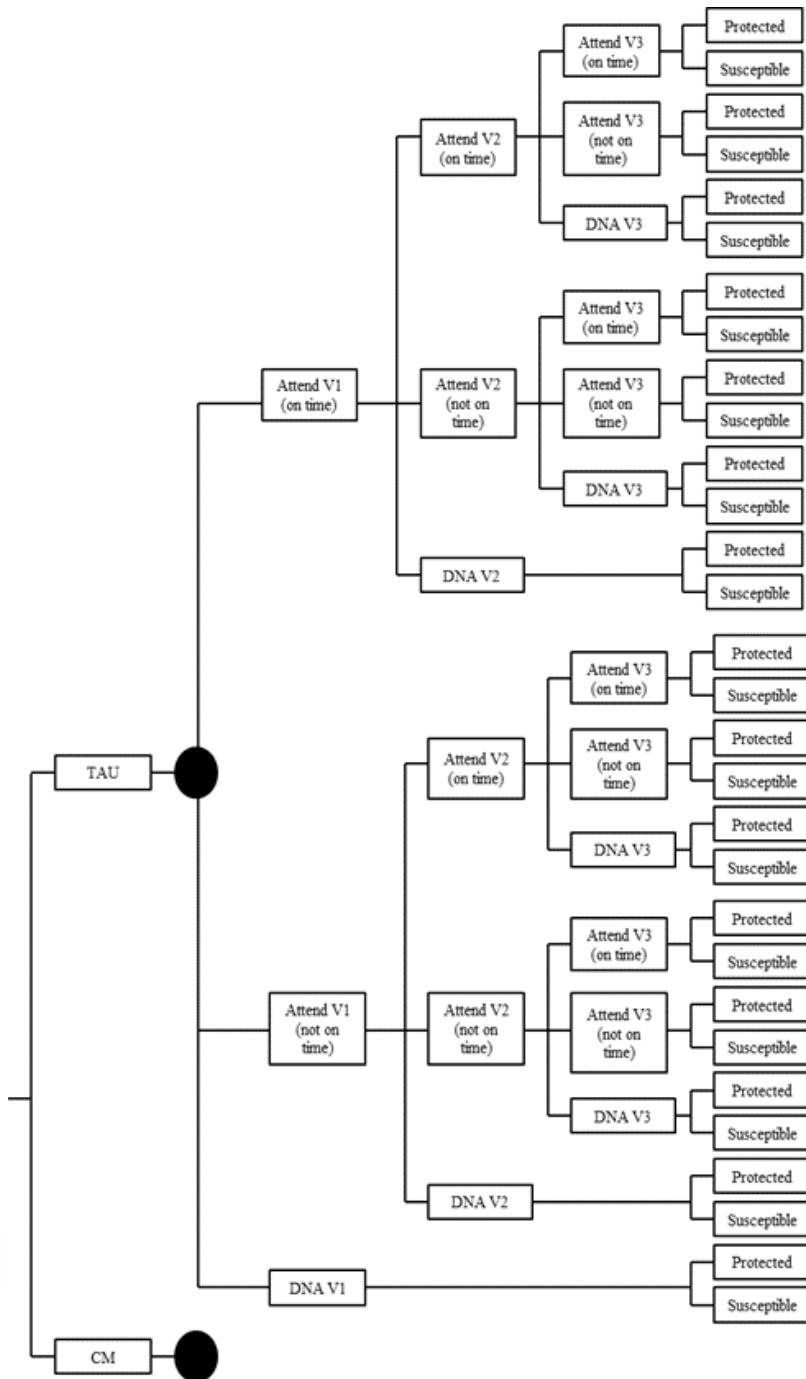 Protected
Attend V3
(on time)
Susceptible
Protected
Attend V2
(on time)
Attend V3
(not on
time)
Susceptible
Protected
DNA V3
Susceptible
Protected
Attend V3
(on time)
Susceptible
Attend V1
(on time)
Attend V2
(not on
time)
Attend V3
(not on
time)
Protected
Susceptible
Protected
DNA V3
Susceptible
Protected
DNA V2
Susceptible
Protected
Attend V3
(on time)
Susceptible
TAU
Attend V2
(on time)
Attend V3
(not on
time)
Protected
Susceptible
Protected
DNA V3
Susceptible
Protected
Attend V3
(on time)
Susceptible
Attend V1
(not on
time)
Attend V2
(not on
time)
Attend V3
(not on
time)
Protected
Susceptible
Protected
DNA V3
Susceptible
Protected
DNA V2
Susceptible
Protected
DNA V1
Susceptible
CM